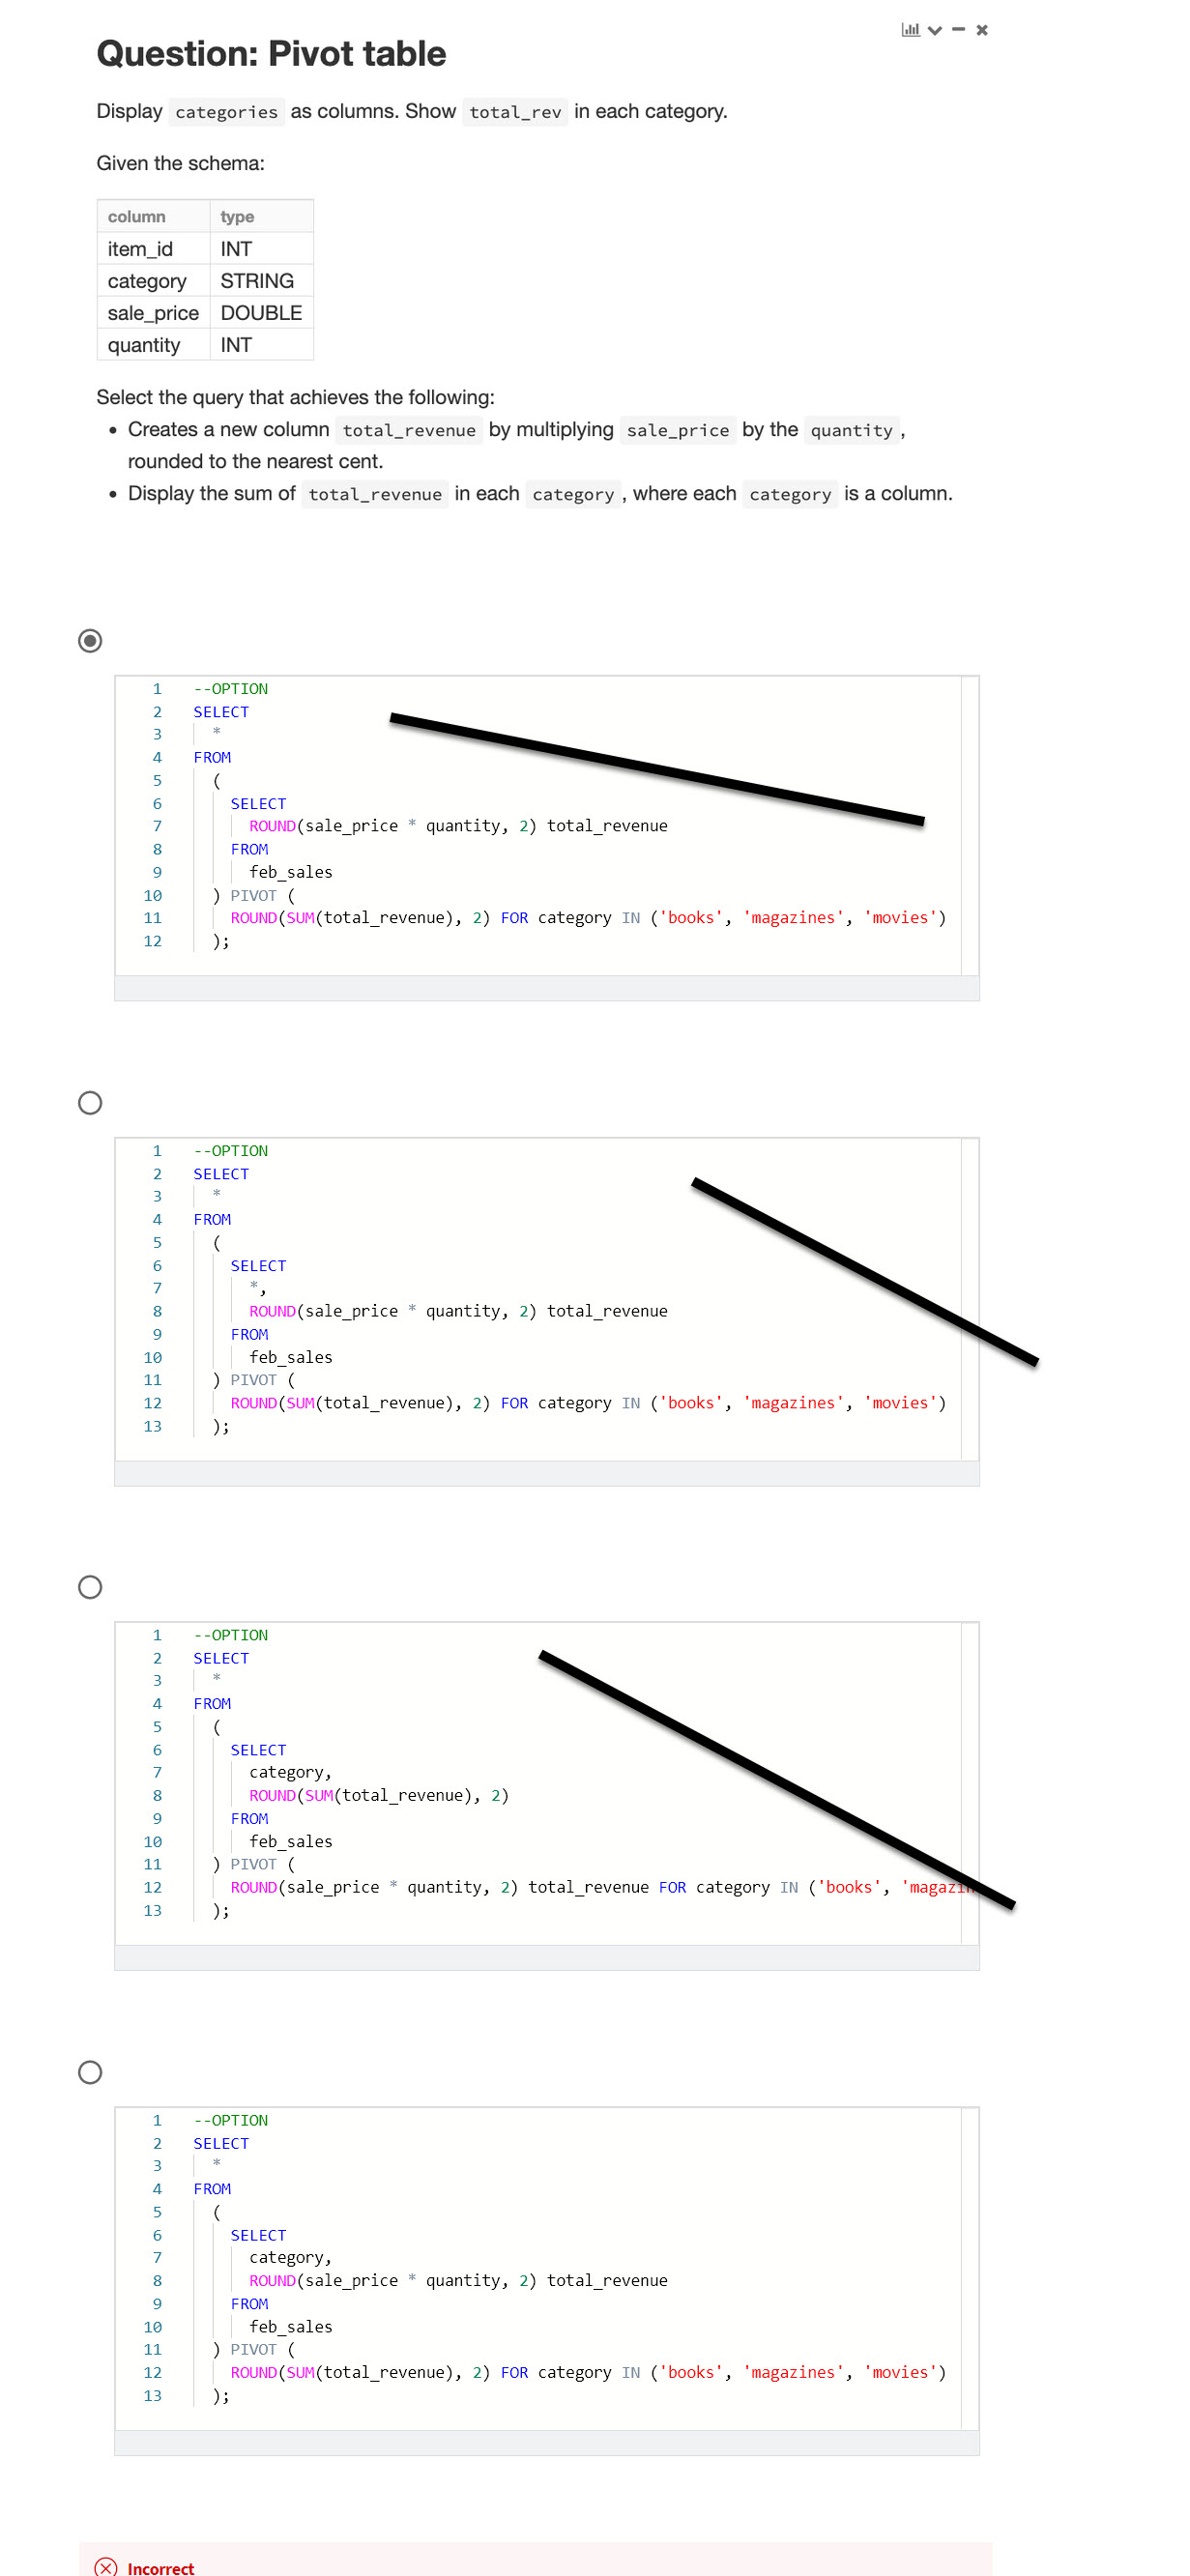 Question: Pivot table
Display categories as columns. Show total_rev in each category.
Given the schema:
column type
item_id INT
category STRING
sale_price DOUBLE
quantity INT
Select the query that achieves the following:
• Creates a new column total_revenue by multiplying sale_price by the quantity ,
rounded to the nearest cent.
• Display the sum of total_revenue in each category , where each category is a column.
1 --OPTION
2 SELECT
3 *
4 FROM
5 (
6 SELECT
7 ROUND(sale_price * quantity, 2) total_revenue
8 FROM
9 feb_sales
10 ) PIVOT (
11 ROUND(SUM(total_revenue), 2) FOR category IN ('books', 'magazines', 'movies')
12 );
1 --OPTION
2 SELECT
3 *
4 FROM
5 (
6 SELECT
7 *,
8 ROUND(sale_price * quantity, 2) total_revenue
9 FROM
10 feb_sales
11 ) PIVOT (
12 ROUND(SUM(total_revenue), 2) FOR category IN ('books', 'magazines', 'movies')
13 );
1 --OPTION
2 SELECT
3 *
4 FROM
5 (
6 SELECT
7 category,
8 ROUND(SUM(total_revenue), 2)
9 FROM
10 feb_sales
11 ) PIVOT (
12 ROUND(sale_price * quantity, 2) total_revenue FOR category IN ('books',
13 );
1 --OPTION
2 SELECT
3 *
4 FROM
5 (
6 SELECT
7 category,
8 ROUND(sale_price * quantity, 2) total_revenue
9 FROM
10 feb_sales
11 ) PIVOT (
12 ROUND(SUM(total_revenue), 2) FOR category IN ('books', 'magazines', 'movies')
13 );
Incorrect